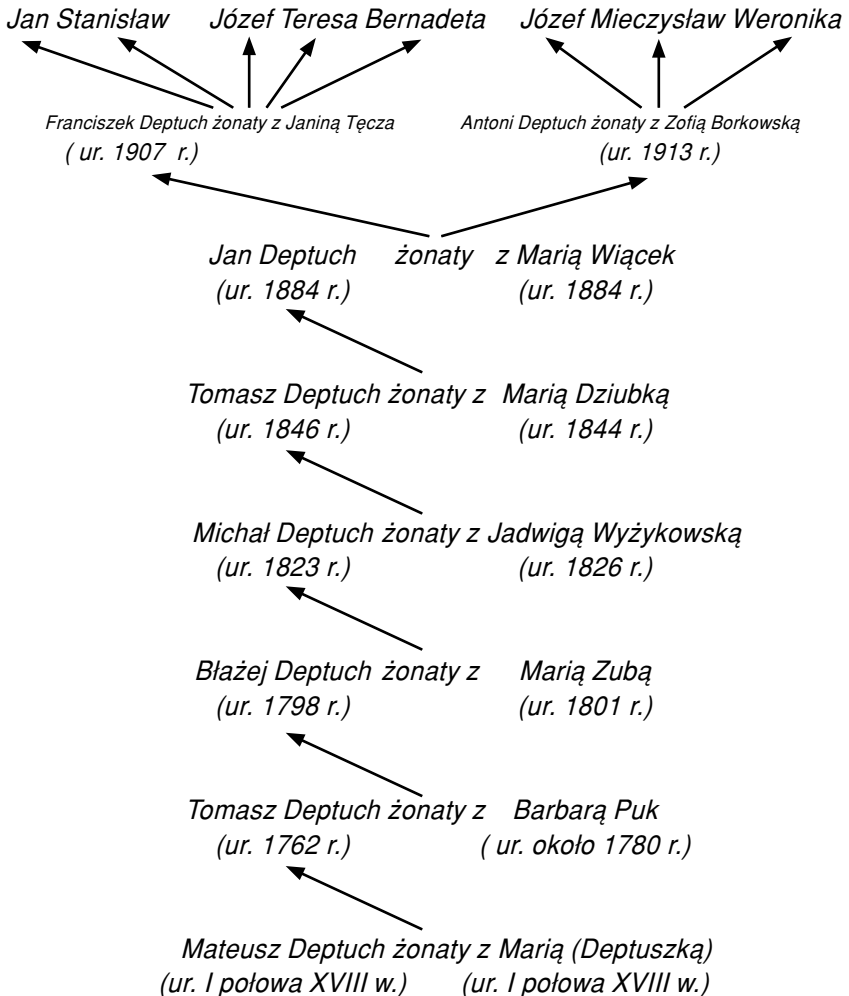 Jan Stanisław Józef Teresa Bernadeta Józef Mieczysław Weronika
Franciszek Deptuch żonaty z Janiną Tęcza Antoni Deptuch żonaty z Zofią Borkowską
( ur. 1907 r.) (ur. 1913 r.)
Jan Deptuch żonaty z Marią Wiącek
(ur. 1884 r.) (ur. 1884 r.)
Tomasz Deptuch żonaty z Marią Dziubką
(ur. 1846 r.) (ur. 1844 r.)
Michał Deptuch żonaty z Jadwigą Wyżykowską
(ur. 1823 r.) (ur. 1826 r.)
Błażej Deptuch żonaty z Marią Zubą
(ur. 1798 r.) (ur. 1801 r.)
Tomasz Deptuch żonaty z Barbarą Puk
(ur. 1762 r.) ( ur. około 1780 r.)
Mateusz Deptuch żonaty z Marią (Deptuszką)
(ur. I połowa XVIII w.) (ur. I połowa XVIII w.)